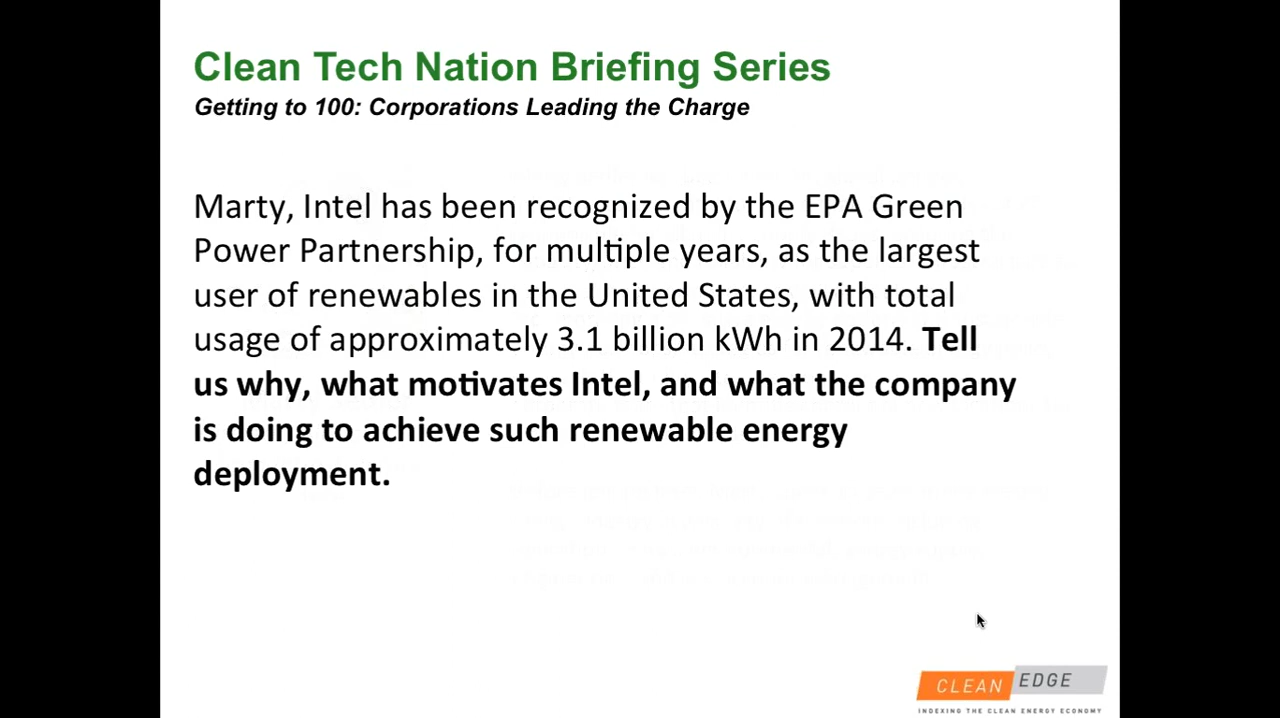 Clean Tech Nation Briefing Series
Getting to 100: Corporations Leading the Charge
Marty, Intel has been recognized by the EPA Green
Power Partnership, for multiple years, as the largest
user of renewables in the United States, with total
usage of approximately 3.1 billion kWh in 2014. Tell
us why, what motivates Intel, and what the company
is doing to achieve such renewable energy
deployment.
CLEAN EDGE
INDEXING THE CLEAN ENERGY ECONOMY